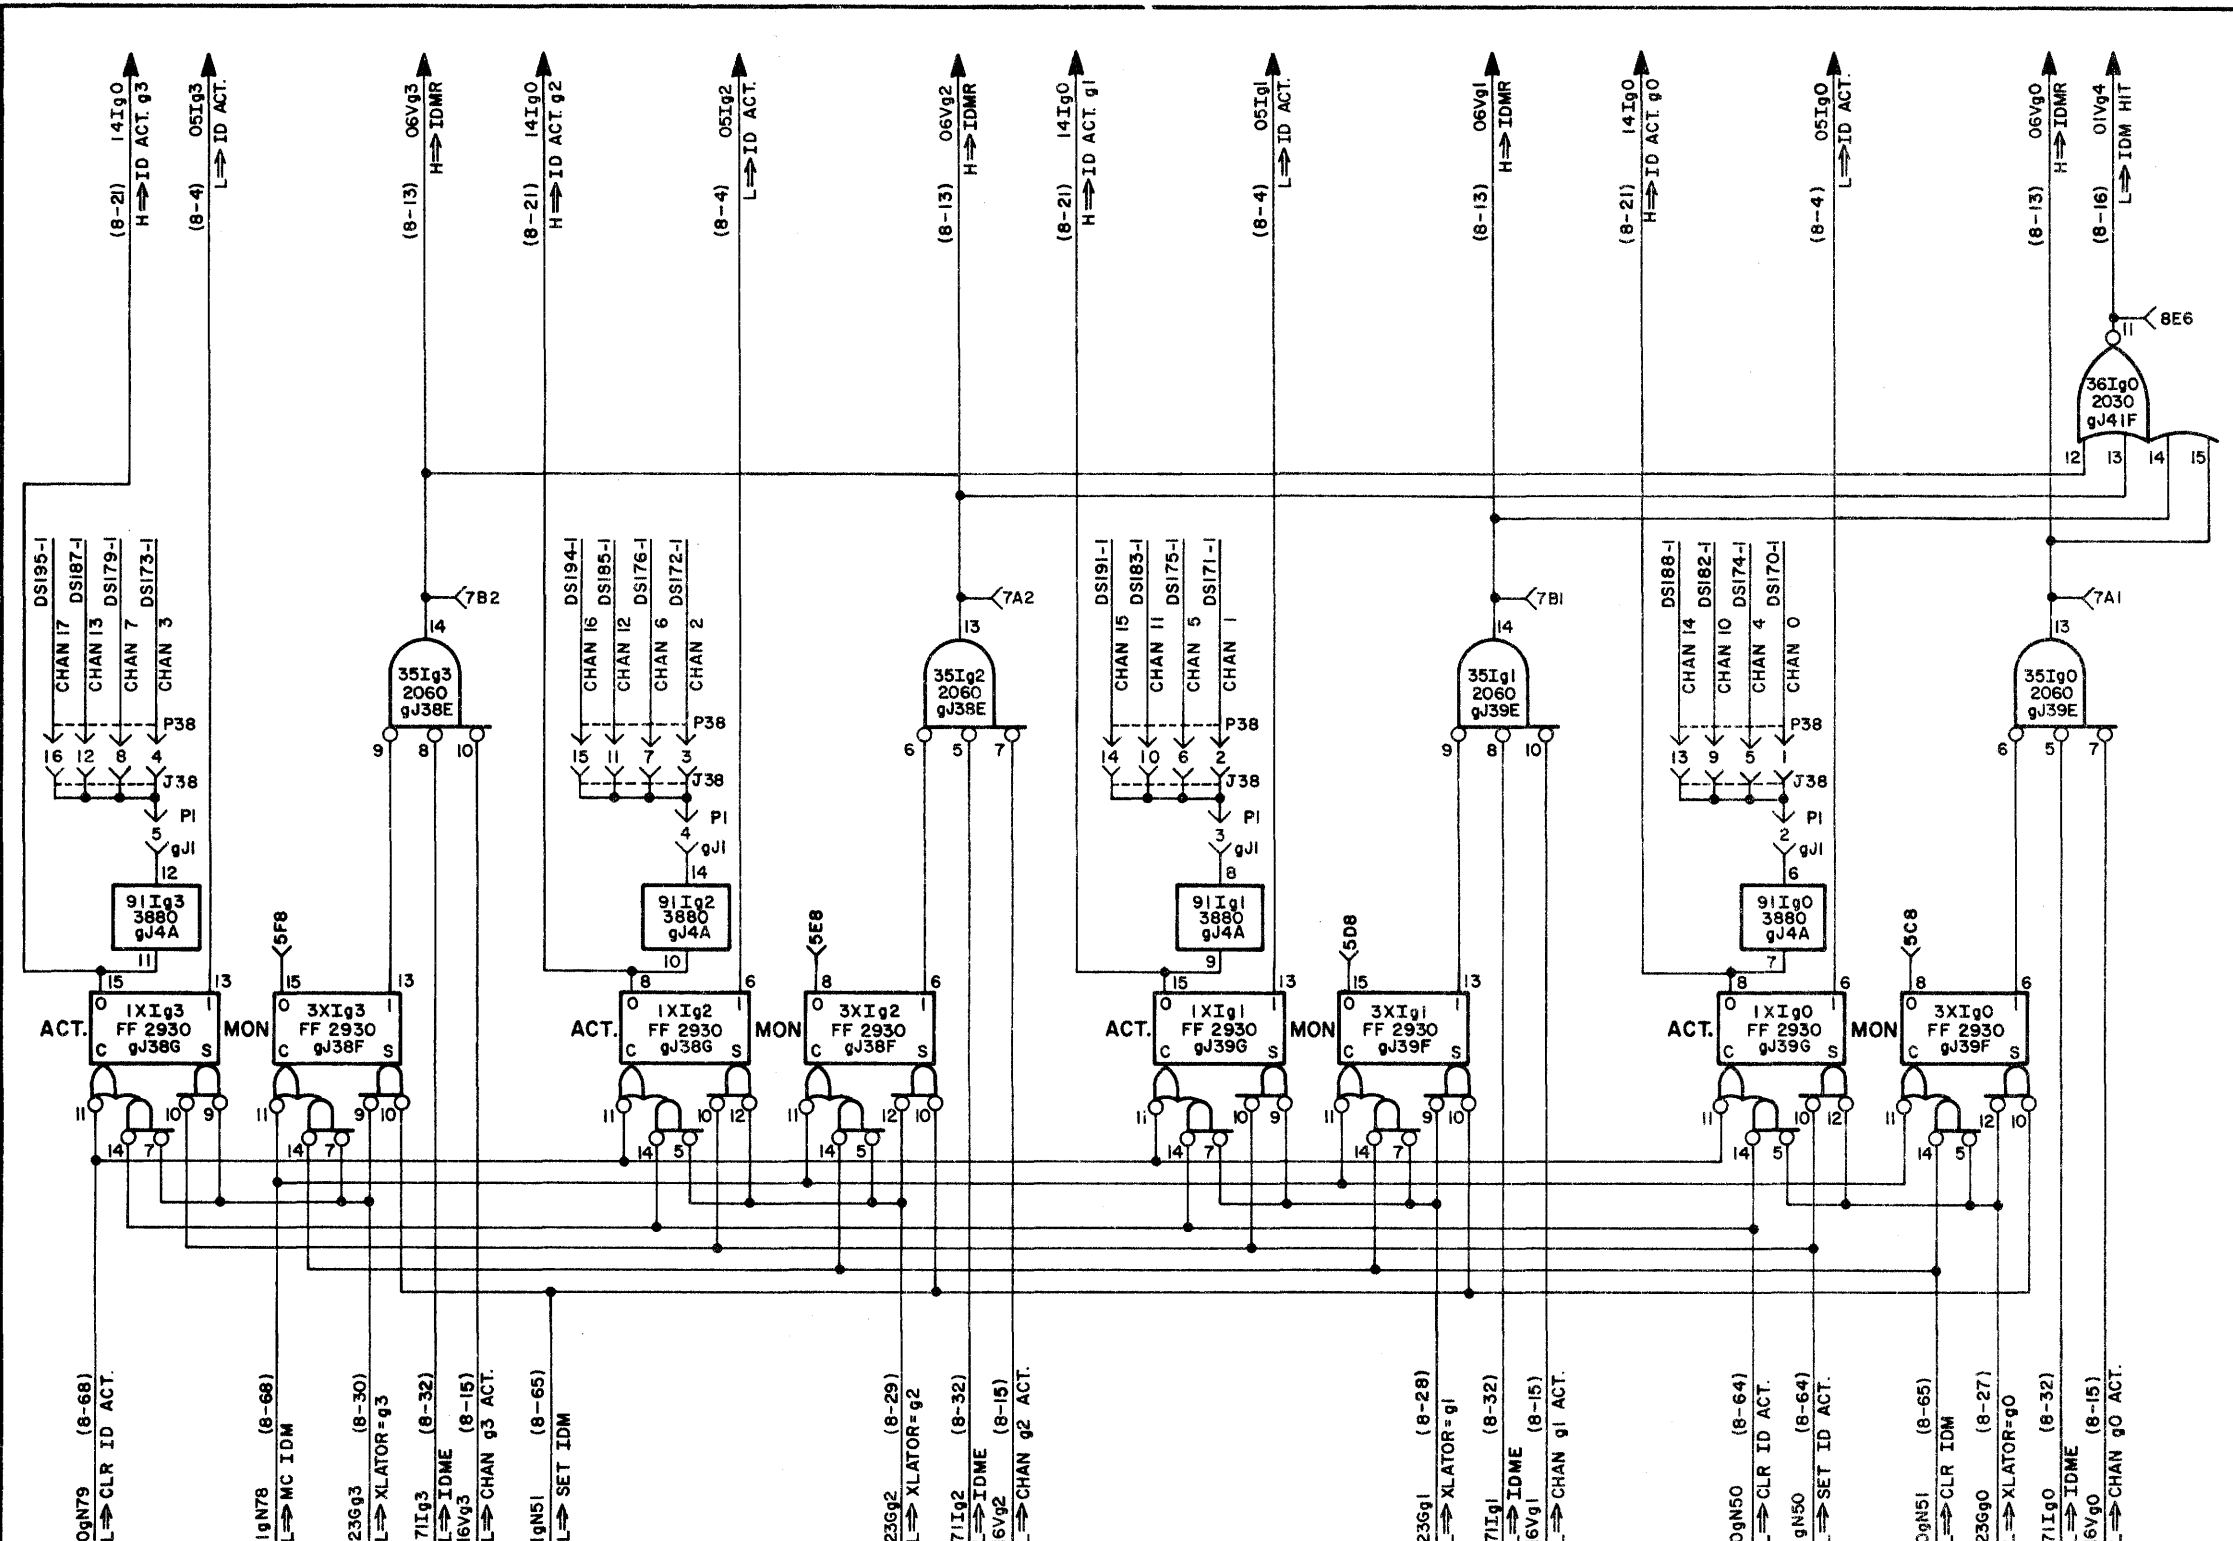 14Ig0
(8-21)
H⇒ID ACT. g3
05Ig3
(8-4)
L⇒ID ACT.
06Vg3
(8-13)
H⇒IDMR
14Ig0
(8-21)
H⇒ID ACT. g2
05Ig2
(8-4)
L⇒ID ACT.
06Vg2
(8-13)
H⇒IDMR
14Ig0
(8-21)
H⇒ID ACT. g1
05Ig1
(8-4)
L⇒ID ACT.
06Vg1
(8-13)
H⇒IDMR
14Ig0
(8-21)
H⇒ID ACT. g0
05Ig0
(8-4)
L⇒ID ACT.
06Vg0
(8-13)
H⇒IDMR
01Vg4
(8-16)
L⇒IDM HIT
11
8E6
36Ig0
2030
gJ41F
12 13 14 15
DS195-1
CHAN 17
DS187-1
CHAN 13
DS179-1
CHAN 7
DS173-1
CHAN 3
P38
16 12 8 4
J38
P1
5
gJ1
12
91Ig3
3880
gJ4A
11
7B2
14
35Ig3
2060
gJ38E
9 8 10
DS194-1
CHAN 16
DS185-1
CHAN 12
DS176-1
CHAN 6
DS172-1
CHAN 2
P38
15 11 7 3
J38
P1
4
gJ1
14
91Ig2
3880
gJ4A
10
7A2
13
35Ig2
2060
gJ38E
6 5 7
DS191-1
CHAN 15
DS183-1
CHAN 11
DS175-1
CHAN 5
DS171-1
CHAN 1
P38
14 10 6 2
J38
P1
3
gJ1
8
91Ig1
3880
gJ4A
9
7B1
14
35Ig1
2060
gJ39E
9 8 10
DS188-1
CHAN 14
DS182-1
CHAN 10
DS174-1
CHAN 4
DS170-1
CHAN 0
P38
13 9 5 1
J38
P1
2
gJ1
6
91Ig0
3880
gJ4A
7
7A1
13
35Ig0
2060
gJ39E
6 5 7
15 13
ACT.
0 1XIg3 1
FF 2930
C gJ38G S
11 10 9
14 7
5F8
15 13
MON
0 3XIg3 1
FF 2930
C gJ38F S
11 9 10
14 7
8 6
ACT.
0 1XIg2 1
FF 2930
C gJ38G S
11 10 12
14 5
5E8
8 6
MON
0 3XIg2 1
FF 2930
C gJ38F S
11 12 10
14 5
15 13
ACT.
0 1XIg1 1
FF 2930
C gJ39G S
11 10 9
14 7
5D8
15 13
MON
0 3XIg1 1
FF 2930
C gJ39F S
11 9 10
14 7
8 6
ACT.
0 1XIg0 1
FF 2930
C gJ39G S
11 10 12
14 5
5C8
8 6
MON
0 3XIg0 1
FF 2930
C gJ39F S
11 12 10
14 5
0gN79 (8-68)
L⇒CLR ID ACT.
1gN78 (8-68)
L⇒MC IDM
23Gg3 (8-30)
L⇒XLATOR=g3
71Ig3 (8-32)
L⇒IDME
16Vg3 (8-15)
L⇒CHAN g3 ACT.
1gN51 (8-65)
L⇒SET IDM
23Gg2 (8-29)
L⇒XLATOR=g2
71Ig2 (8-32)
L⇒IDME
6Vg2 (8-15)
L⇒CHAN g2 ACT.
23Gg1 (8-28)
L⇒XLATOR=g1
71Ig1 (8-32)
L⇒IDME
6Vg1 (8-15)
L⇒CHAN g1 ACT.
0gN50 (8-64)
L⇒CLR ID ACT.
gN50 (8-64)
L⇒SET ID ACT.
0gN51 (8-65)
L⇒CLR IDM
23Gg0 (8-27)
L⇒XLATOR=g0
71Ig0 (8-32)
L⇒IDME
6Vg0 (8-15)
L⇒CHAN g0 ACT.